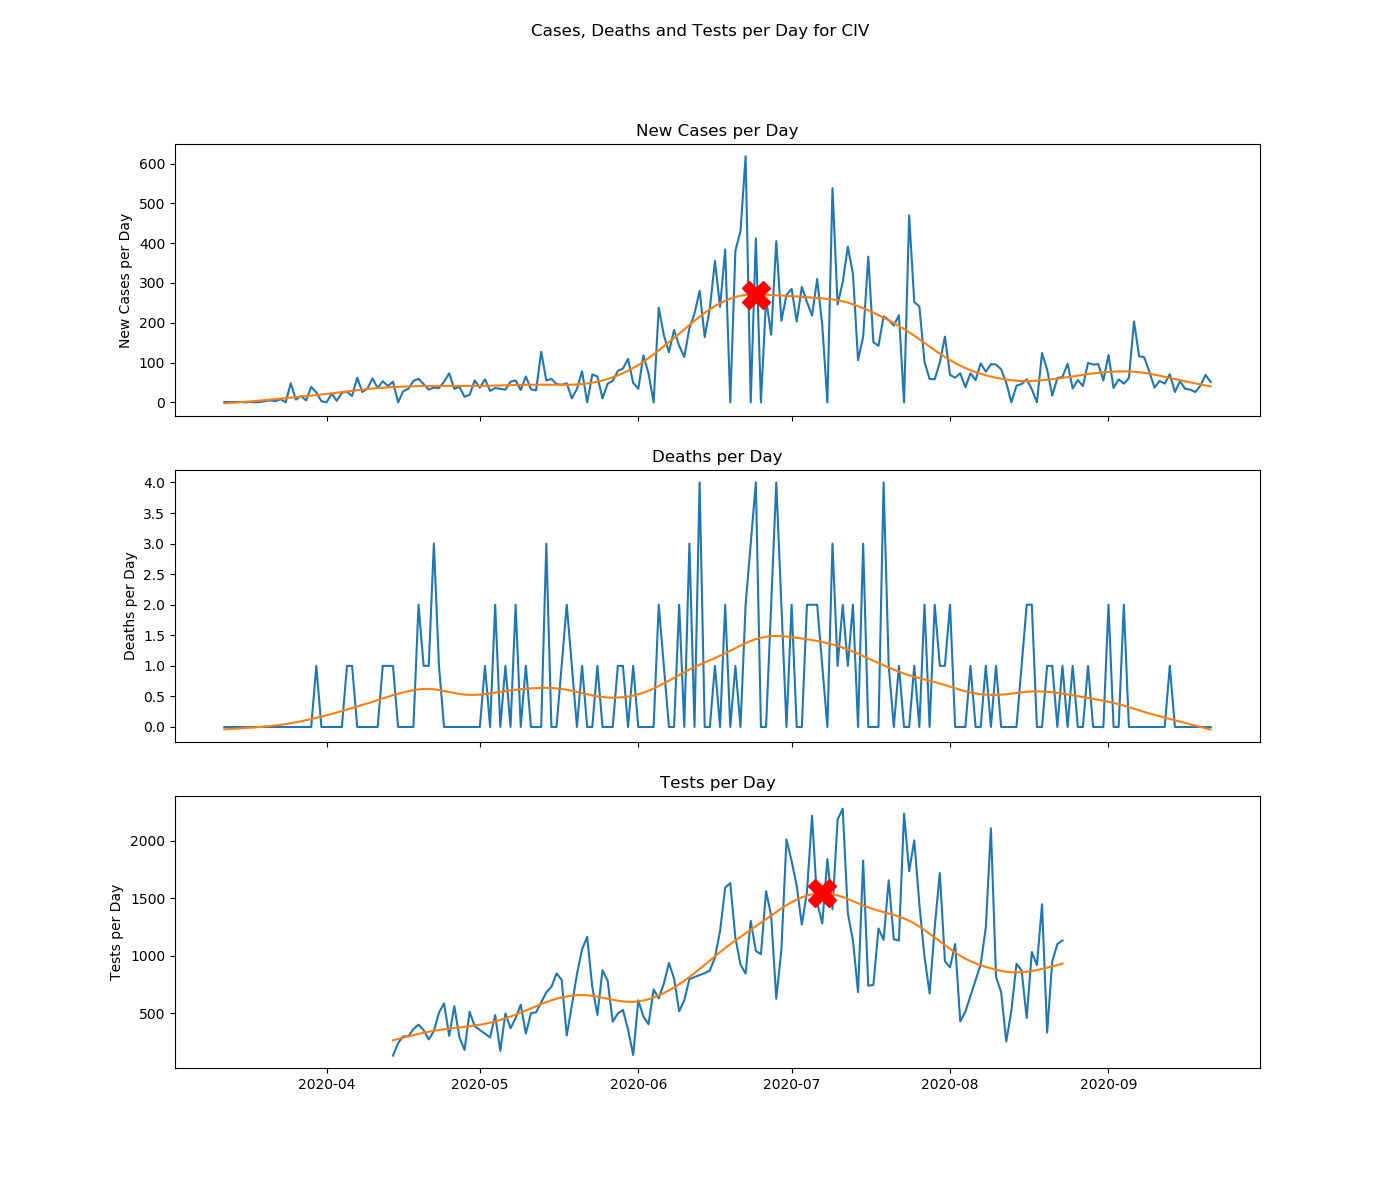 Cases, Deaths and Tests per Day for CIV
New Cases per Day
New Cases per Day
600
500
400
300
200
100
0
Deaths per Day
Deaths per Day
4.0
3.5
3.0
2.5
2.0
1.5
1.0
0.5
0.0
Tests per Day
Tests per Day
2000
1500
1000
500
2020-04 2020-05 2020-06 2020-07 2020-08 2020-09